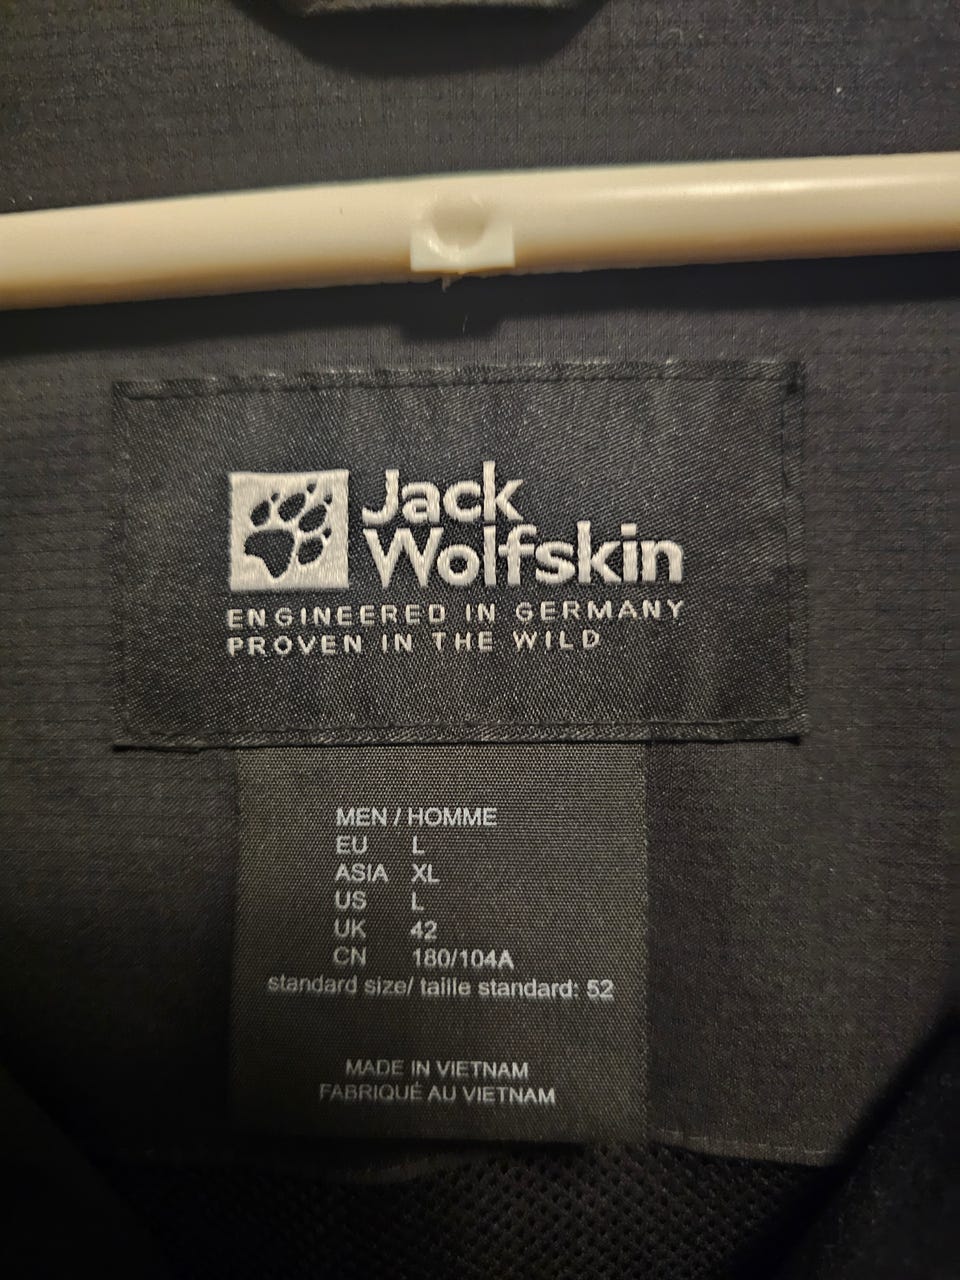 Jack
Wolfskin
ENGINEERED IN GERMANY
PROVEN IN THE WILD
MEN / HOMME
EU L
ASIA XL
US L
UK 42
CN 180/104A
standard size/ taille standard: 52
MADE IN VIETNAM
FABRIQUÉ AU VIETNAM